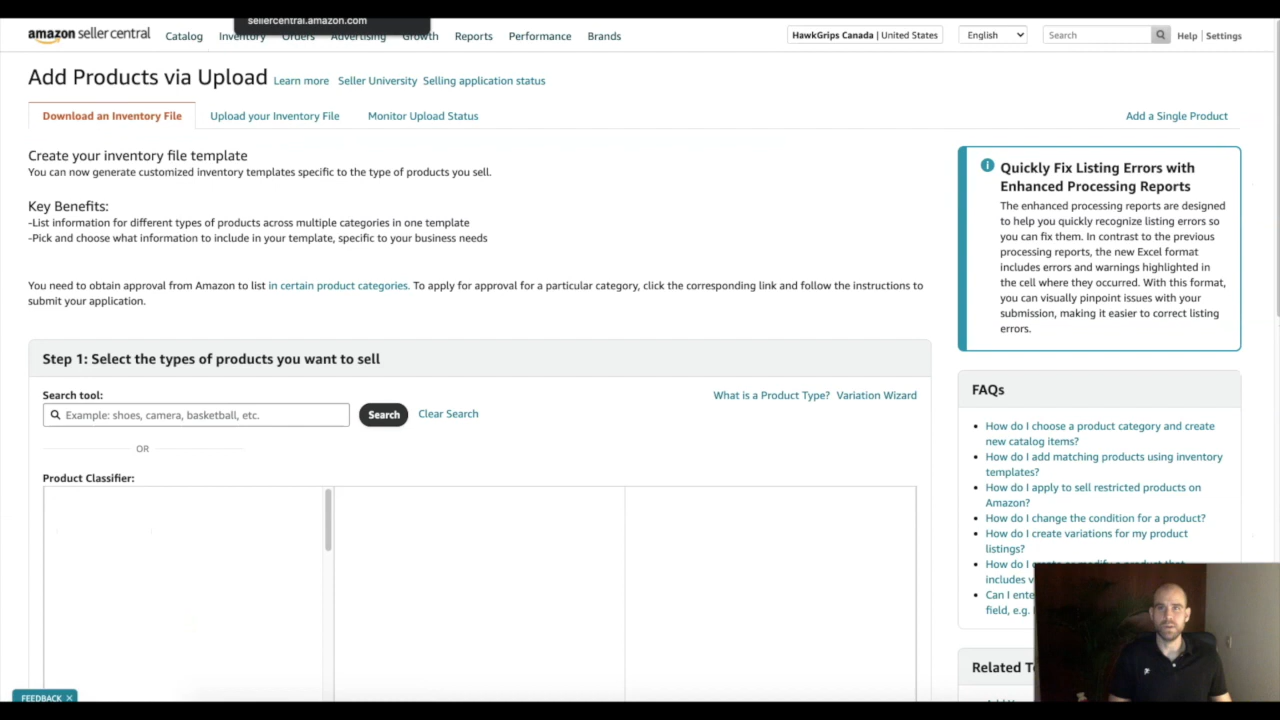 sellercentral.amazon.com
amazon seller central
Catalog
Inventory
Orders
Advertising
Growth
Reports
Performance
Brands
HawkGrips Canada | United States
English
Search
Help | Settings
Add Products via Upload Learn more Seller University Selling application status
Download an Inventory File
Upload your Inventory File
Monitor Upload Status
Add a Single Product
Create your inventory file template
You can now generate customized inventory templates specific to the type of products you sell.
Key Benefits:
-List information for different types of products across multiple categories in one template
-Pick and choose what information to include in your template, specific to your business needs
You need to obtain approval from Amazon to list in certain product categories. To apply for approval for a particular category, click the corresponding link and follow the instructions to
submit your application.
Step 1: Select the types of products you want to sell
Search tool:
What is a Product Type? Variation Wizard
Example: shoes, camera, basketball, etc.
Search
Clear Search
OR
Product Classifier:
Quickly Fix Listing Errors with
Enhanced Processing Reports
The enhanced processing reports are designed
to help you quickly recognize listing errors so
you can fix them. In contrast to the previous
processing reports, the new Excel format
includes errors and warnings highlighted in
the cell where they occurred. With this format,
you can visually pinpoint issues with your
submission, making it easier to correct listing
errors.
FAQs
How do I choose a product category and create
new catalog items?
How do I add matching products using inventory
templates?
How do I apply to sell restricted products on
Amazon?
How do I change the condition for a product?
How do I create variations for my product
listings?
How do I
includes
Can I
field, e.g.
Related
FEEDBACK ×